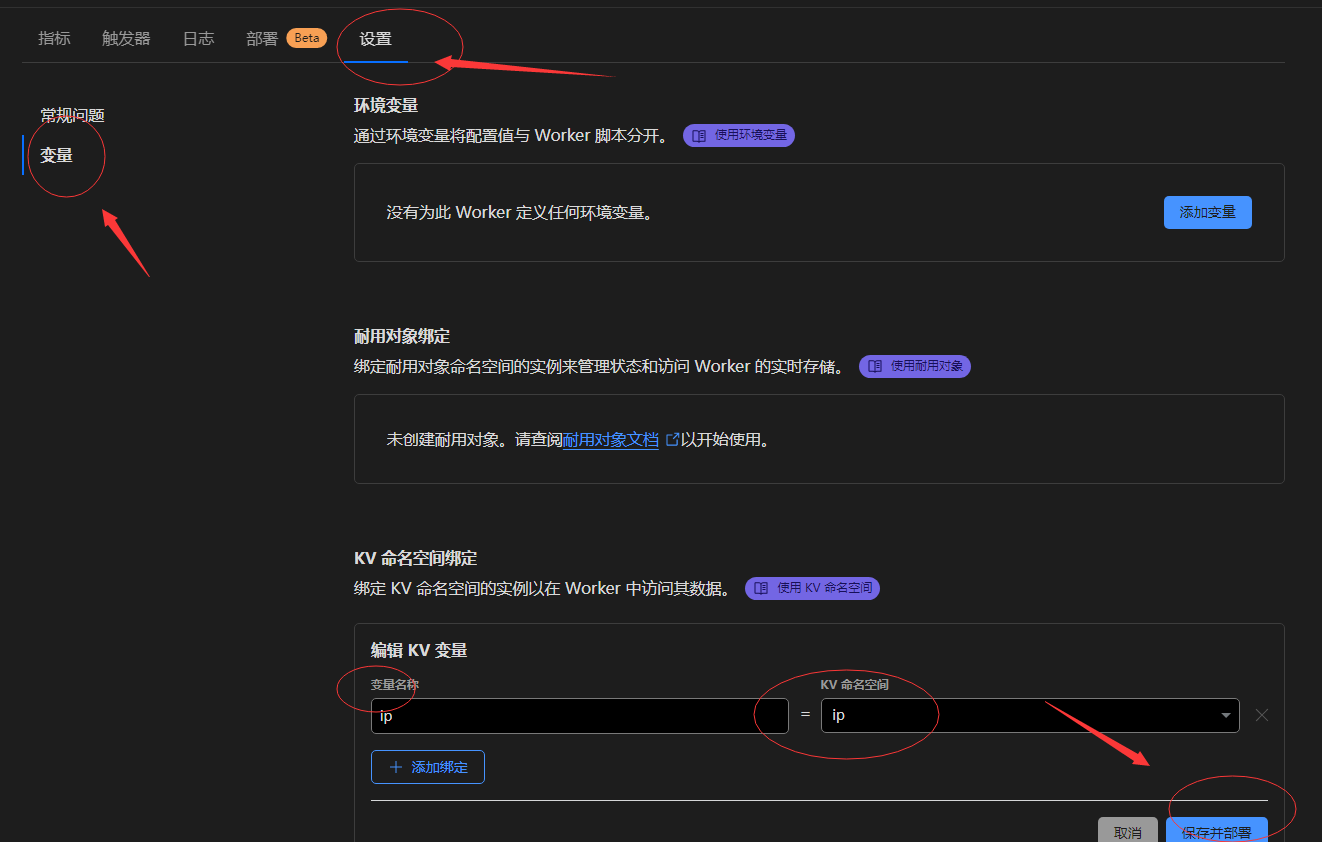 指标 触发器 日志 部署 Beta 设置
常规问题
变量
环境变量
通过环境变量将配置值与 Worker 脚本分开。 使用环境变量
没有为此 Worker 定义任何环境变量。 添加变量
耐用对象绑定
绑定耐用对象命名空间的实例来管理状态和访问 Worker 的实时存储。 使用耐用对象
未创建耐用对象。请查阅耐用对象文档 以开始使用。
KV 命名空间绑定
绑定 KV 命名空间的实例以在 Worker 中访问其数据。 使用 KV 命名空间
编辑 KV 变量
变量名称 KV 命名空间
ip = ip
添加绑定
取消 保存并部署